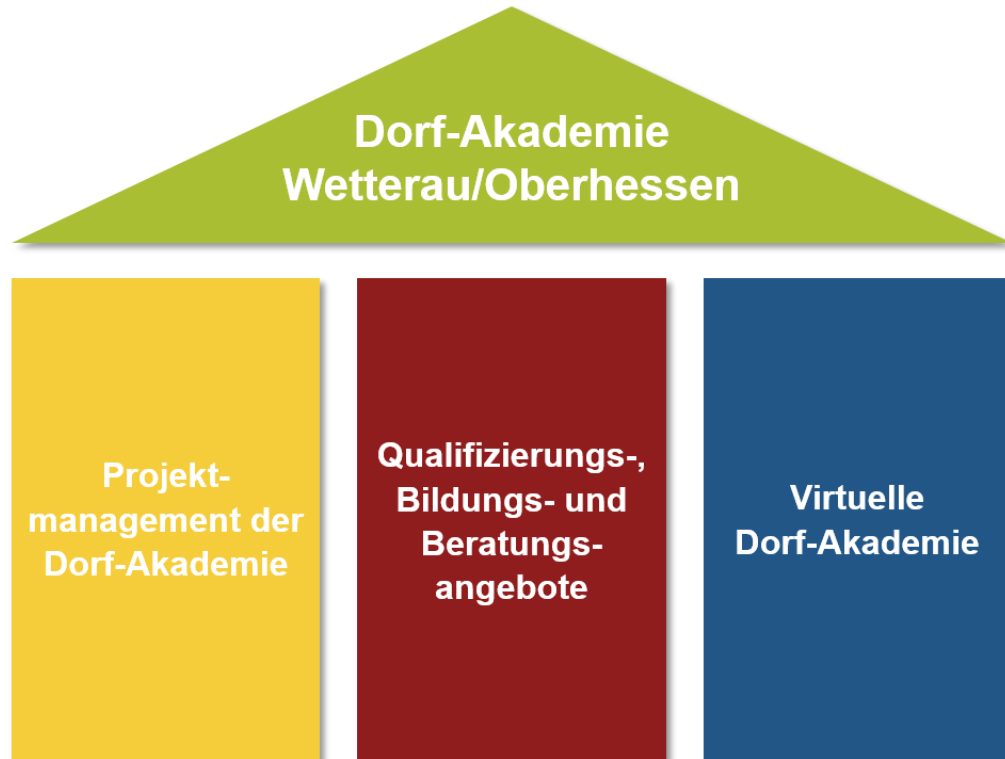 Dorf-Akademie
Wetterau/Oberhessen
Projekt-
management der
Dorf-Akademie
Qualifizierungs-,
Bildungs- und
Beratungs-
angebote
Virtuelle
Dorf-Akademie